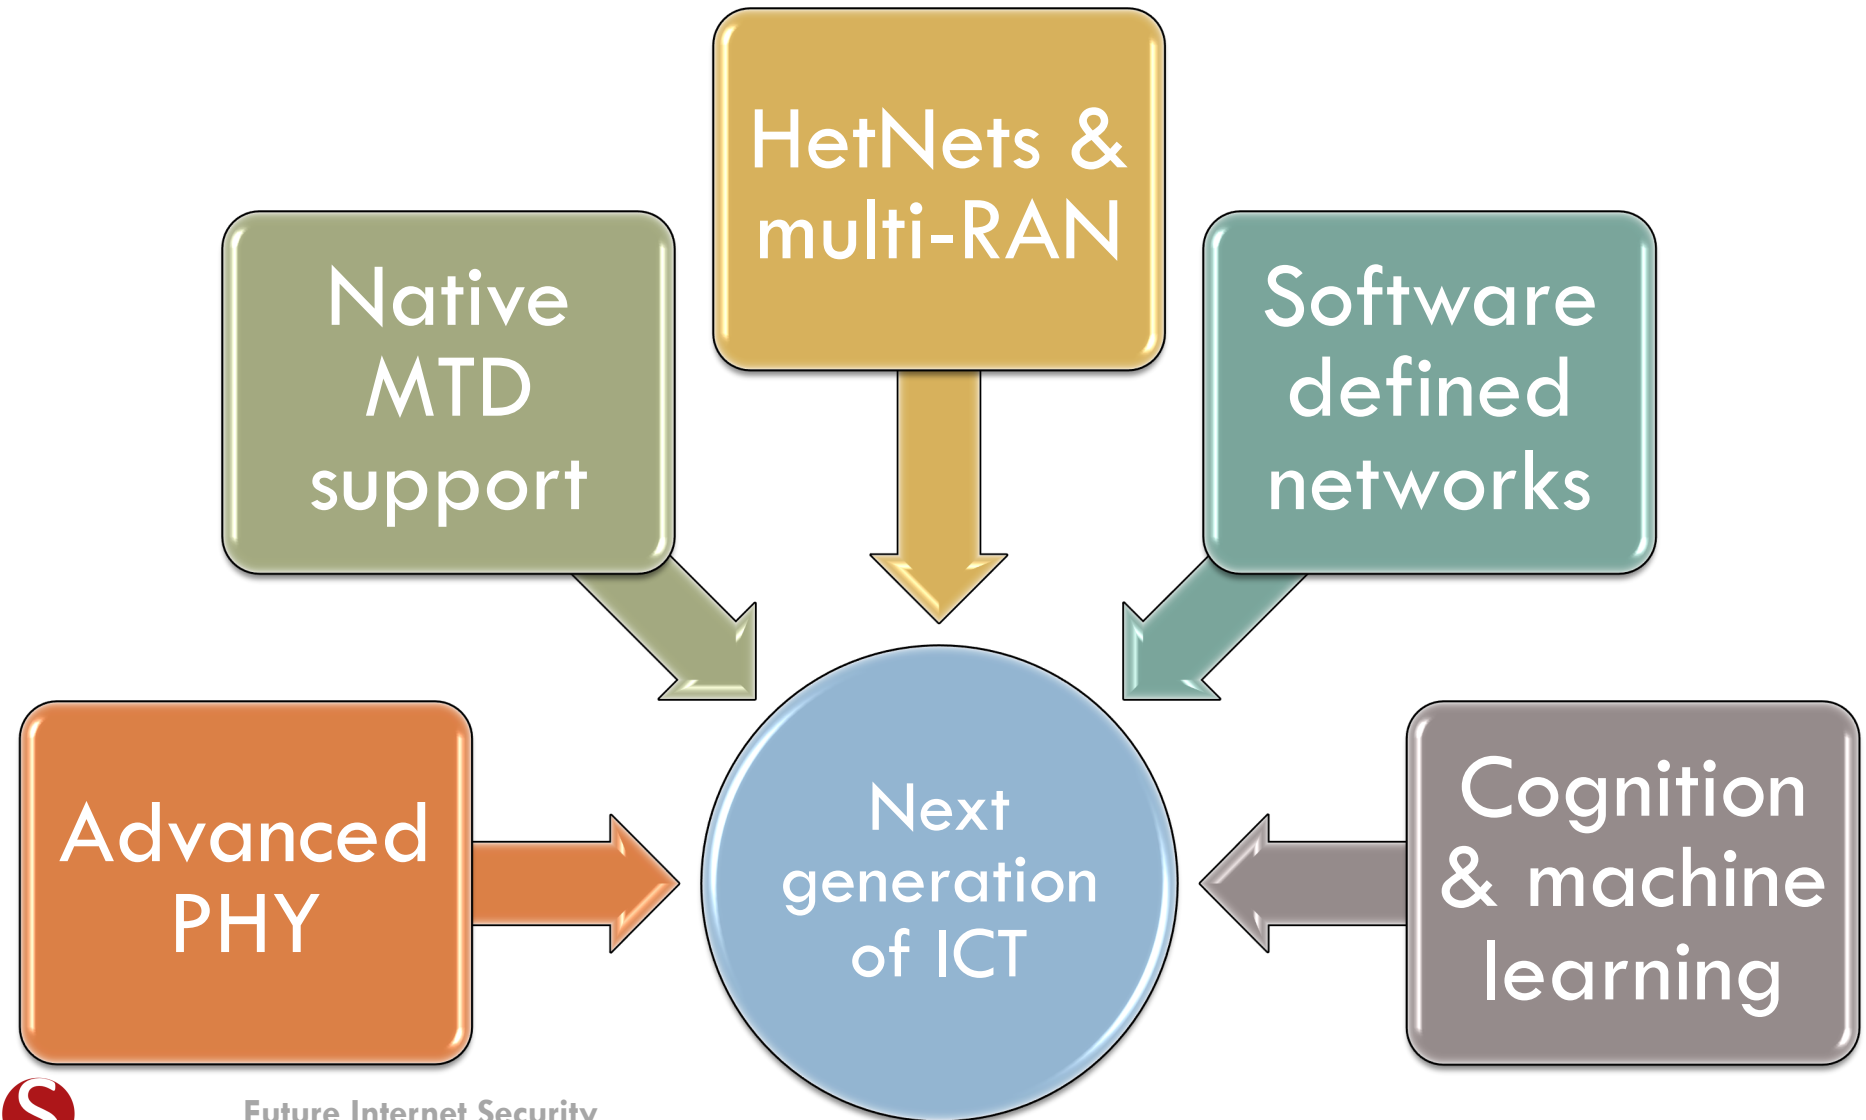 HetNets &
multi-RAN
Native
MTD
support
Software
defined
networks
Advanced
PHY
Next
generation
of ICT
Cognition
& machine
learning
S
Future Internet Security